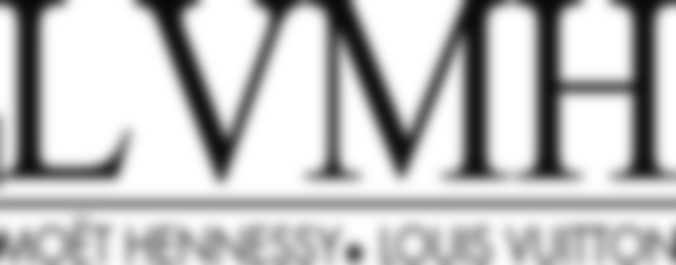 LVMH
MOËT HENNESSY • LOUIS VUITTON